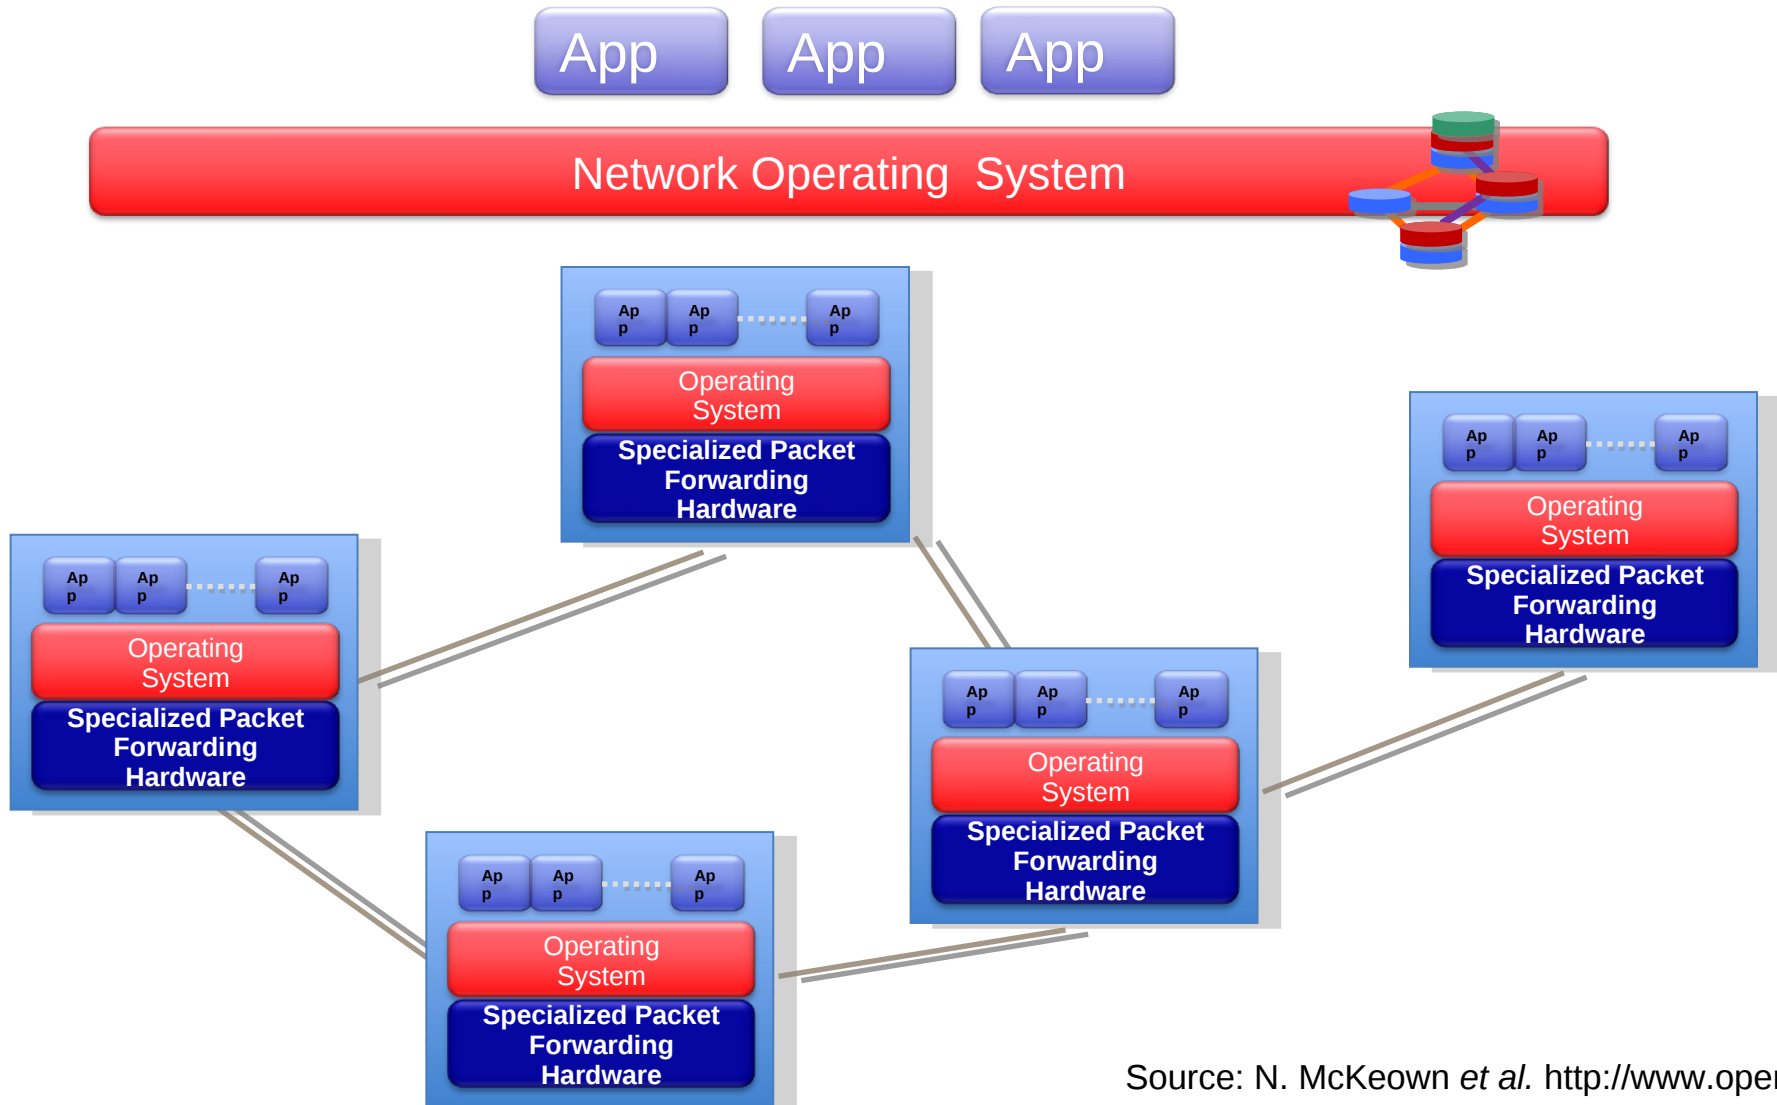 App App App
Network Operating  System
Ap Ap Ap
p p p
Operating
System
Specialized Packet
Forwarding
Hardware
Ap Ap Ap
p p p
Operating
System
Specialized Packet
Forwarding
Hardware
Ap Ap Ap
p p p
Operating
System
Specialized Packet
Forwarding
Hardware
Ap Ap Ap
p p p
Operating
System
Specialized Packet
Forwarding
Hardware
Ap Ap Ap
p p p
Operating
System
Specialized Packet
Forwarding
Hardware
Source: N. McKeown et al. http://www.oper